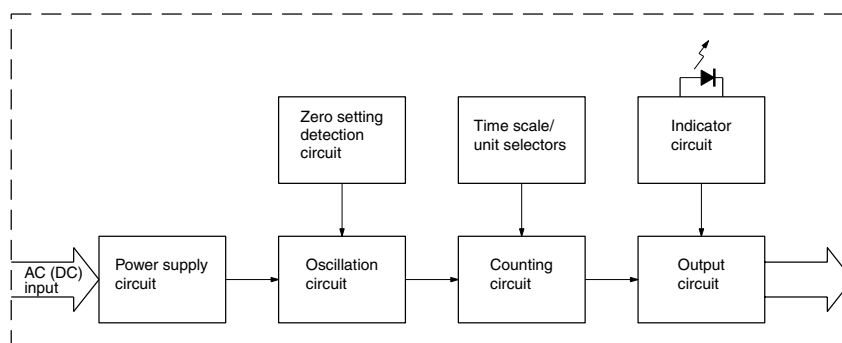 Zero setting
detection
circuit
Time scale/
unit selectors
Indicator
circuit
AC (DC)
input
Power supply
circuit
Oscillation
circuit
Counting
circuit
Output
circuit